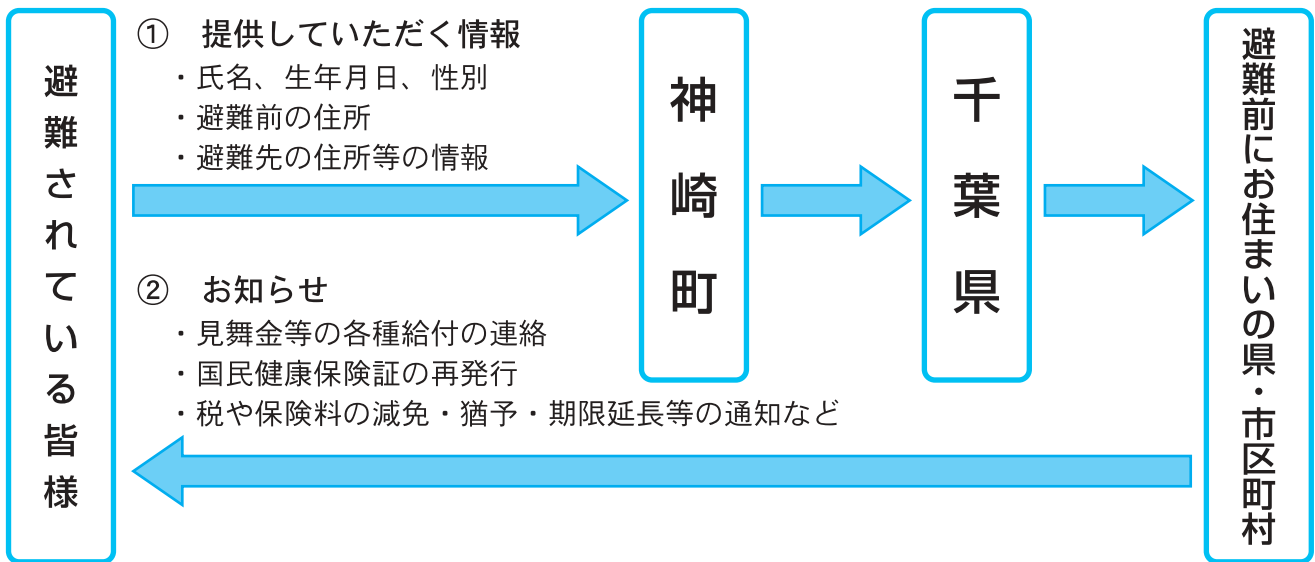 避難されている皆様
① 提供していただく情報
・氏名、生年月日、性別
・避難前の住所
・避難先の住所等の情報
神崎町
千葉県
避難前にお住まいの県・市区町村
② お知らせ
・見舞金等の各種給付の連絡
・国民健康保険証の再発行
・税や保険料の減免・猶予・期限延長等の通知など